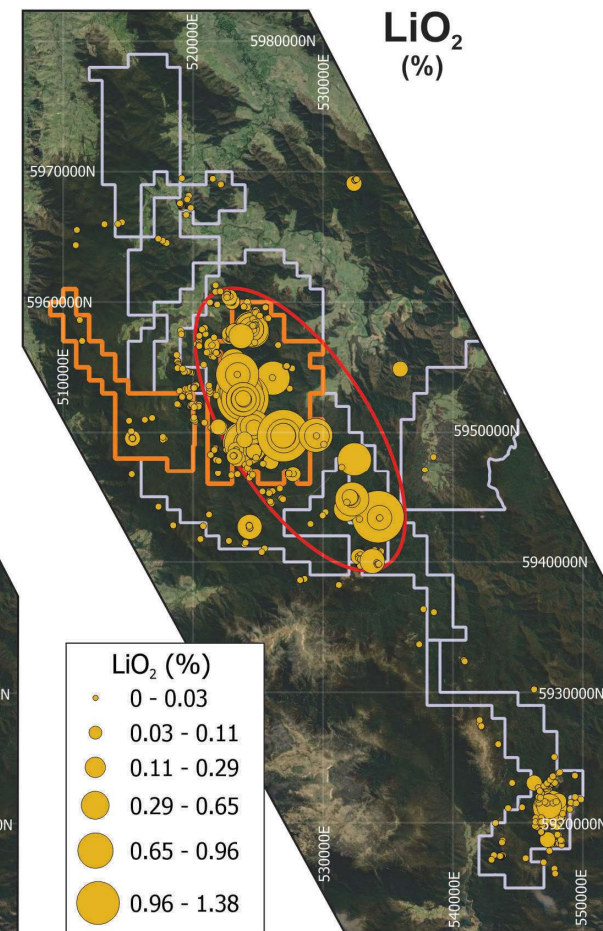 LiO₂
(%)
5980000N
520000E
530000E
5970000N
5960000N
510000E
5950000N
5940000N
5930000N
5920000N
530000E
540000E
550000E
N
0N
LiO₂ (%)
0 - 0.03
0.03 - 0.11
0.11 - 0.29
0.29 - 0.65
0.65 - 0.96
0.96 - 1.38